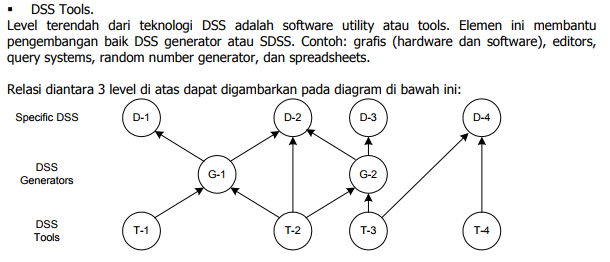 ▪ DSS Tools.
Level terendah dari teknologi DSS adalah software utility atau tools. Elemen ini membantu
pengembangan baik DSS generator atau SDSS. Contoh: grafis (hardware dan software), editors,
query systems, random number generator, dan spreadsheets.
Relasi diantara 3 level di atas dapat digambarkan pada diagram di bawah ini:
Specific DSS D-1 D-2 D-3 D-4
DSS
Generators G-1 G-2
DSS
Tools T-1 T-2 T-3 T-4